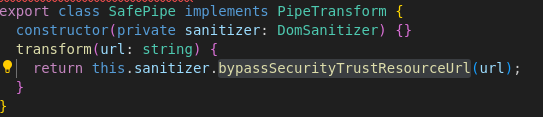 export class SafePipe implements PipeTransform {
  constructor(private sanitizer: DomSanitizer) {}
  transform(url: string) {
    return this.sanitizer.bypassSecurityTrustResourceUrl(url);
  }
}